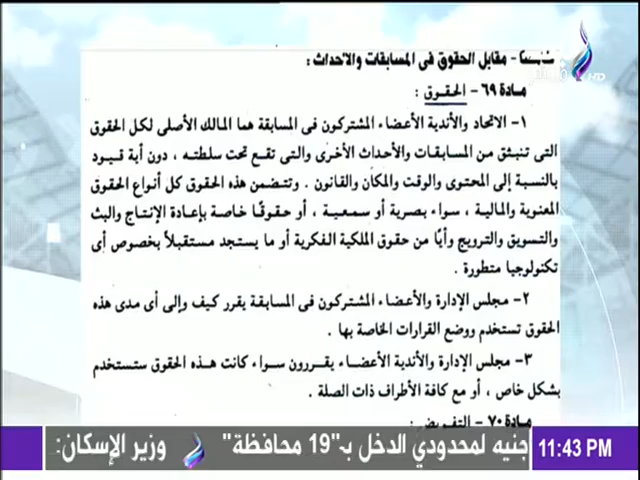 - مقابل الحقوق فى المسابقات والاحداث :
مادة ٦٩ - الحقوق :
١- الاتحاد والأندية الأعضاء المشتركون فى المسابقة هما المالك الأصلى لكل الحقوق
التى تنبثق من المسابقات والأحداث الأخرى والتى تقع تحت سلطته ، دون أية قيود
بالنسبة إلى المحتوى والوقت والمكان والقانون . وتتضمن هذه الحقوق كل أنواع الحقوق
المعنوية والمالية ، سواء بصرية أو سمعية ، أو حقوقًا خاصة بإعادة الإنتاج والبث
والتسويق والترويج وأيًا من حقوق الملكية الفكرية أو ما يستجد مستقبلاً بخصوص أى
تكنولوجيا متطورة .
٢- مجلس الإدارة والأعضاء المشتركون فى المسابقة يقرر كيف وإلى أى مدى هذه
الحقوق تستخدم ووضع القرارات الخاصة بها .
٣- مجلس الإدارة والأندية الأعضاء يقررون سواء كانت هذه الحقوق ستستخدم
بشكل خاص ، أو مع كافة الأطراف ذات الصلة .
مادة ٧٠ - التفويض :
HD
جنيه لمحدودي الدخل بـ"19 محافظة" وزير الإسكان:
11:43 PM